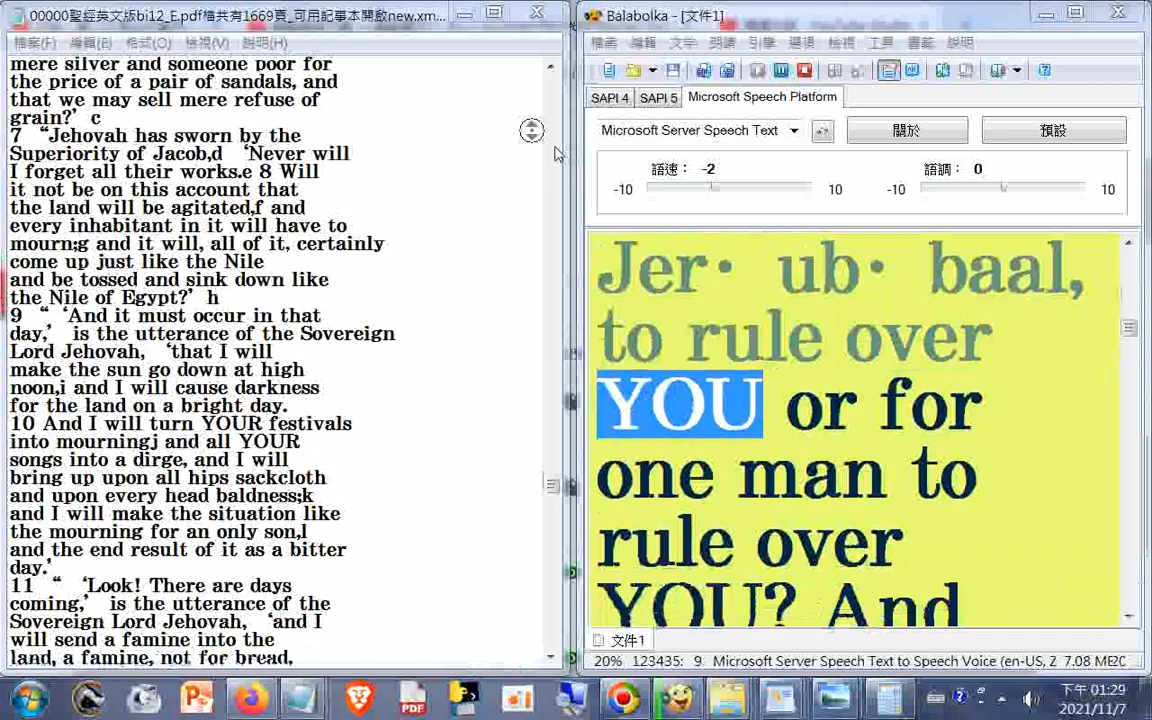 00000聖經英文版bi12_E.pdf檔共有1669頁_可用記事本開啟new.xm...
檔案(F) 編輯(E) 格式(O) 檢視(V) 說明(H)
mere silver and someone poor for
the price of a pair of sandals, and
that we may sell mere refuse of
grain?’ c
7 “Jehovah has sworn by the
Superiority of Jacob,d ‘Never will
I forget all their works.e 8 Will
it not be on this account that
the land will be agitated,f and
every inhabitant in it will have to
mourn;g and it will, all of it, certainly
come up just like the Nile
and be tossed and sink down like
the Nile of Egypt?’ h
9 “ ‘And it must occur in that
day,’ is the utterance of the Sovereign
Lord Jehovah, ‘that I will
make the sun go down at high
noon,i and I will cause darkness
for the land on a bright day.
10 And I will turn YOUR festivals
into mourningj and all YOUR
songs into a dirge, and I will
bring up upon all hips sackcloth
and upon every head baldness;k
and I will make the situation like
the mourning for an only son,l
and the end result of it as a bitter
day.’
11 “ ‘Look! There are days
coming,’ is the utterance of the
Sovereign Lord Jehovah, ‘and I
will send a famine into the
land, a famine, not for bread,
Balabolka - [文件1]
檔案 編輯 文字 朗讀 引擎 選項 檢視 工具 書籤 說明
SAPI 4 SAPI 5 Microsoft Speech Platform
Microsoft Server Speech Text 關於 預設
語速： -2 語調： 0
-10 10 -10 10
Jer· ub· baal,
to rule over
YOU or for
one man to
rule over
YOU? And
文件1
20% 123435: 9 Microsoft Server Speech Text to Speech Voice (en-US, Z 7.08 ME
PDF
下午 01:29
2021/11/7